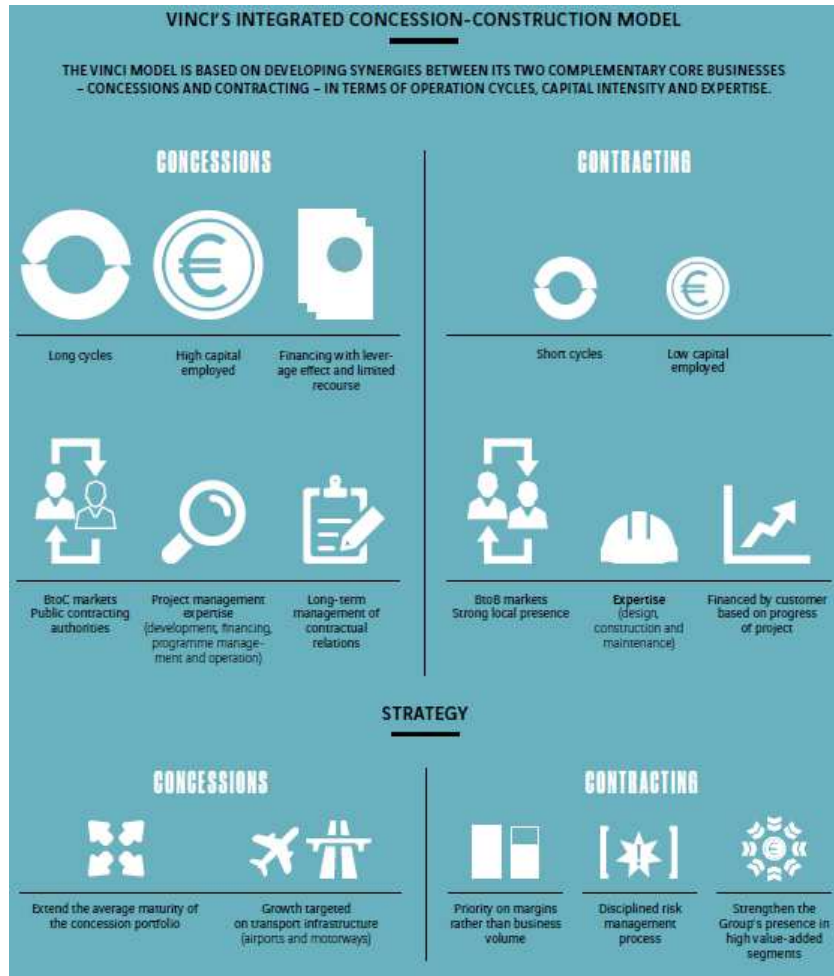 VINCI'S INTEGRATED CONCESSION-CONSTRUCTION MODEL
THE VINCI MODEL IS BASED ON DEVELOPING SYNERGIES BETWEEN ITS TWO COMPLEMENTARY CORE BUSINESSES
– CONCESSIONS AND CONTRACTING – IN TERMS OF OPERATION CYCLES, CAPITAL INTENSITY AND EXPERTISE.
CONCESSIONS
€
Long cycles
High capital
employed
Financing with lever-
age effect and limited
recourse
BtoC markets
Public contracting
authorities
Project management
expertise
(development, financing,
programme manage-
ment and operation)
Long-term
management of
contractual
relations
CONTRACTING
€
Short cycles
Low capital
employed
BtoB markets
Strong local presence
Expertise
(design,
construction and
maintenance)
Financed by customer
based on progress
of project
STRATEGY
CONCESSIONS
Extend the average maturity of
the concession portfolio
Growth targeted
on transport infrastructure
(airports and motorways)
CONTRACTING
Priority on margins
rather than business
volume
[!]
Disciplined risk
management
process
€
Strengthen the
Group's presence in
high value-added
segments